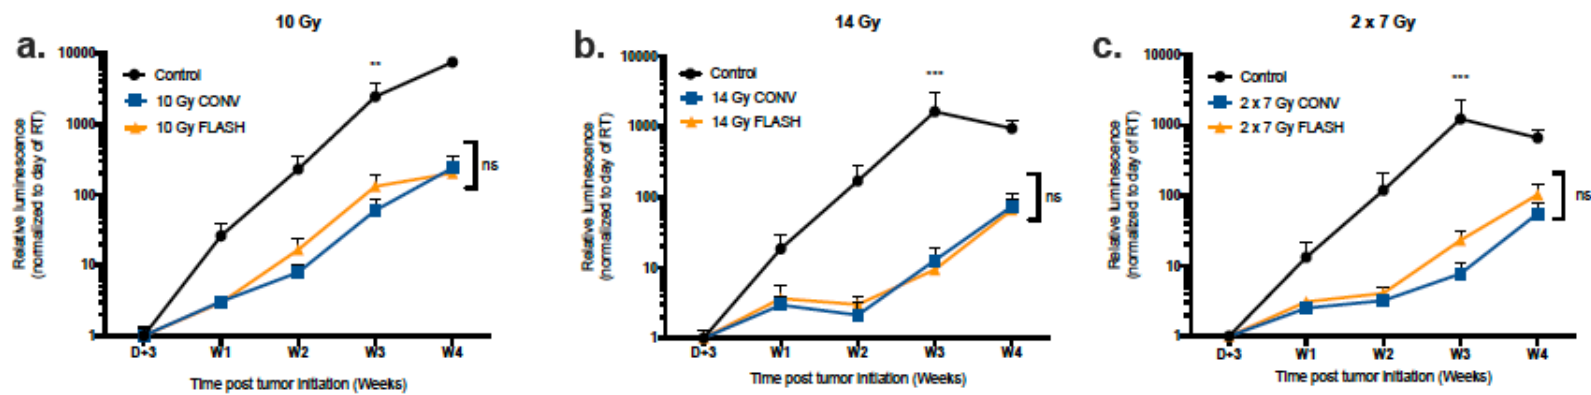 10 Gy
a.
10000
1000
100
10
1
Relative luminescence
(normalized to day of RT)
Control
10 Gy CONV
10 Gy FLASH
**
ns
D+3 W1 W2 W3 W4
Time post tumor initiation (Weeks)
14 Gy
b.
10000
1000
100
10
1
Relative luminescence
(normalized to day of RT)
Control
14 Gy CONV
14 Gy FLASH
***
ns
D+3 W1 W2 W3 W4
Time post tumor initiation (Weeks)
2 x 7 Gy
c.
10000
1000
100
10
1
Relative luminescence
(normalized to day of RT)
Control
2 x 7 Gy CONV
2 x 7 Gy FLASH
***
ns
D+3 W1 W2 W3 W4
Time post tumor initiation (Weeks)